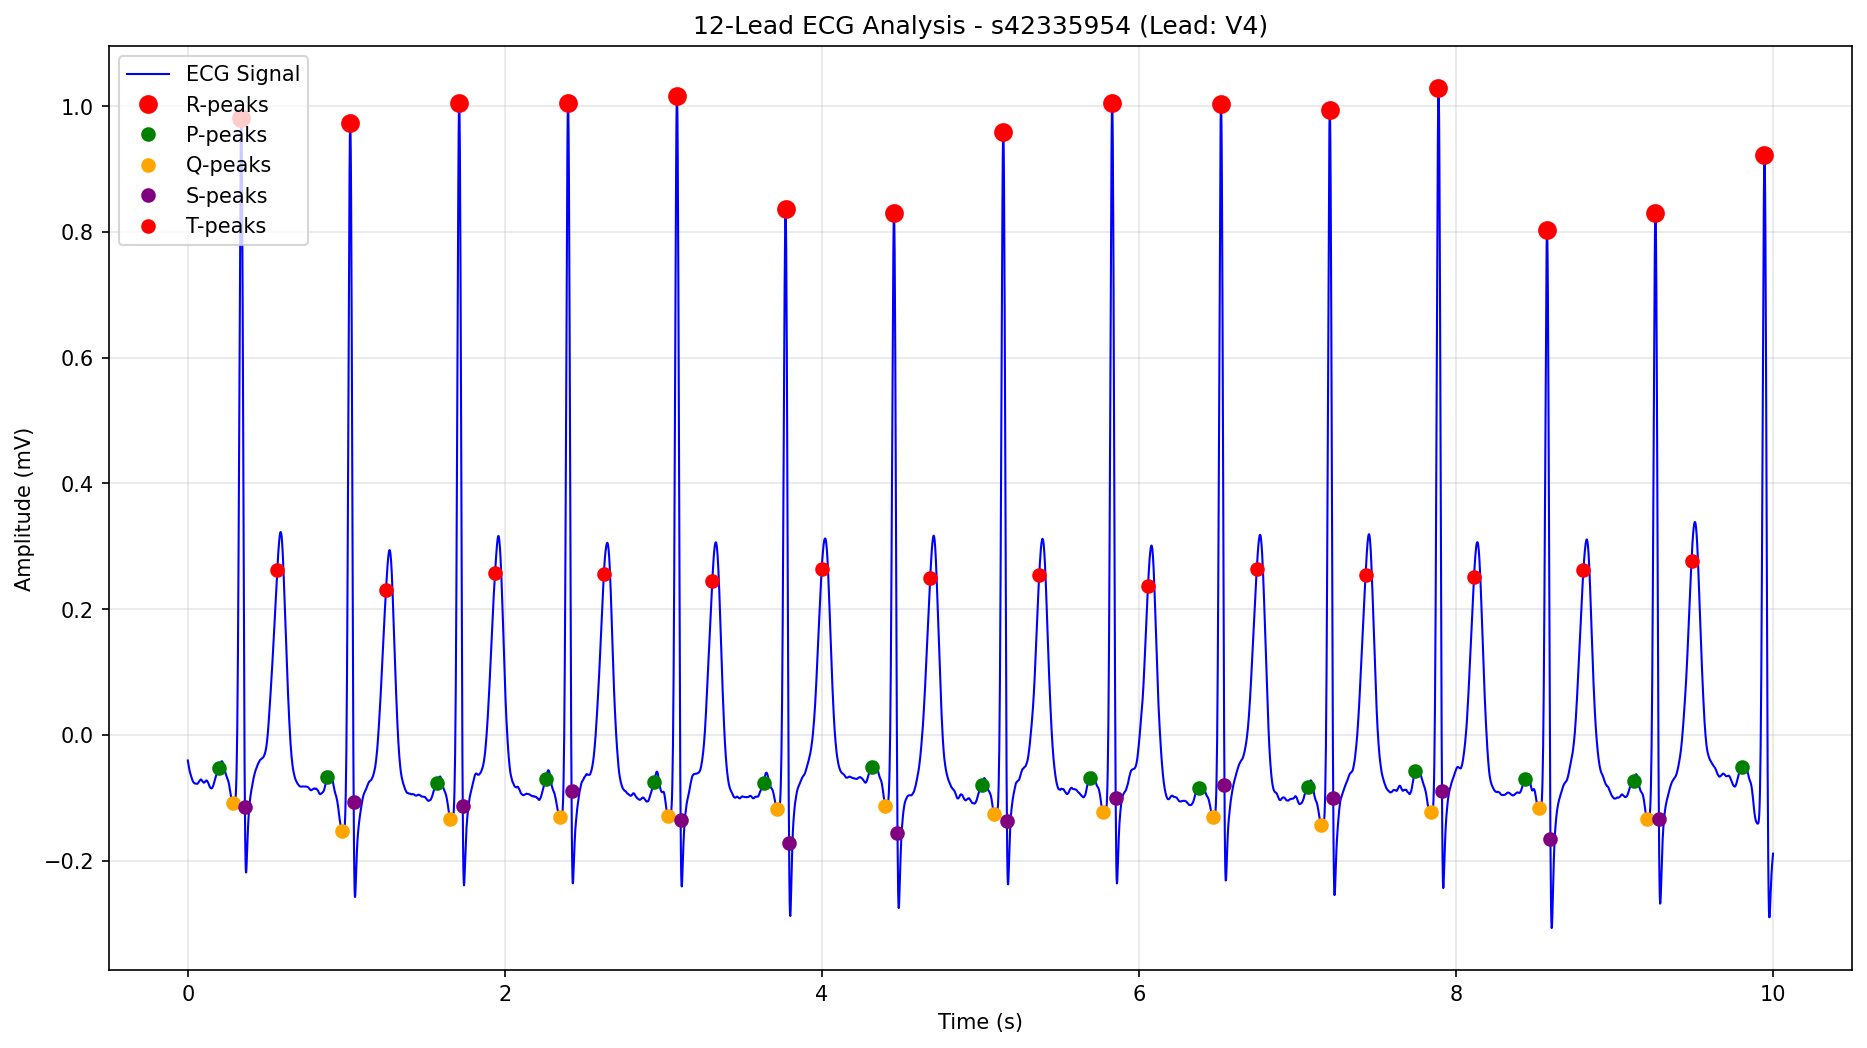 12-Lead ECG Analysis - s42335954 (Lead: V4)
ECG Signal
R-peaks
P-peaks
Q-peaks
S-peaks
T-peaks
Amplitude (mV)
1.0
0.8
0.6
0.4
0.2
0.0
−0.2
0 2 4 6 8 10
Time (s)